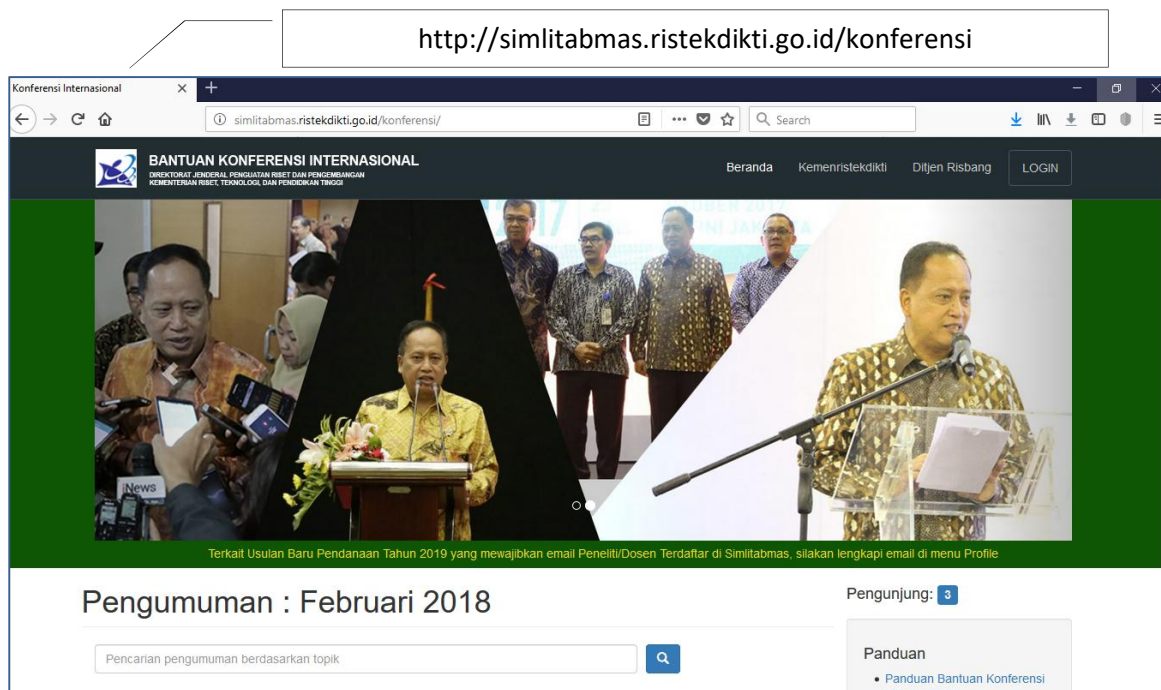 http://simlitabmas.ristekdikti.go.id/konferensi
Konferensi Internasional
simlitabmas.ristekdikti.go.id/konferensi/
Search
BANTUAN KONFERENSI INTERNASIONAL
DIREKTORAT JENDERAL PENGUATAN RISET DAN PENGEMBANGAN
KEMENTERIAN RISET, TEKNOLOGI, DAN PENDIDIKAN TINGGI
Beranda Kemenristekdikti Ditjen Risbang LOGIN
iNews
Terkait Usulan Baru Pendanaan Tahun 2019 yang mewajibkan email Peneliti/Dosen Terdaftar di Simlitabmas, silakan lengkapi email di menu Profile
Pengumuman : Februari 2018
Pengunjung: 3
Pencarian pengumuman berdasarkan topik
Panduan
• Panduan Bantuan Konferensi